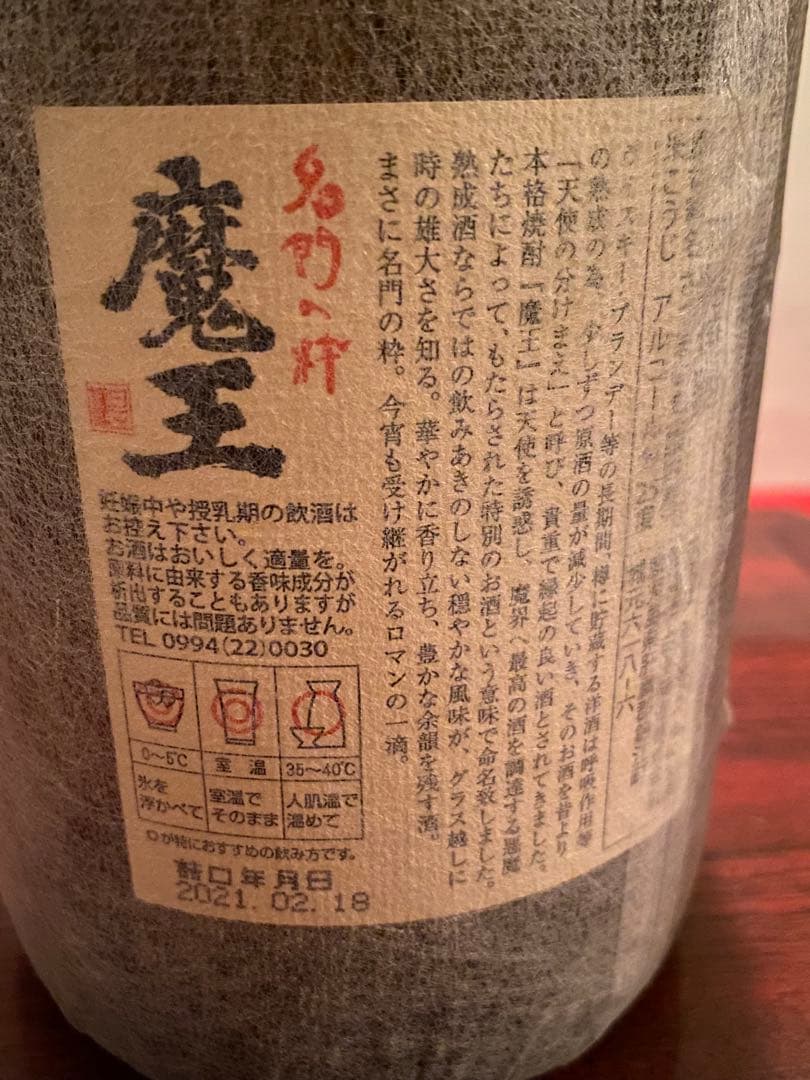 名門の粋
魔王
米こうじ アルコール分25度
ウイスキー・ブランデー等の長期間、樽に貯蔵する洋酒は呼吸作用等
の熟成の為、少しずつ原酒の量が減少していき、そのお酒を昔より
「天使の分けまえ」と呼び、貴重で縁起の良い酒とされてきました。
本格焼酎『魔王』は天使を誘惑し、魔界へ最高の酒を調達する悪魔
たちによって、もたらされた特別のお酒という意味で命名致しました。
熟成酒ならではの飲みあきのしない穏やかな風味が、グラス越しに
時の雄大さを知る。華やかに香り立ち、豊かな余韻を残す酒。
まさに名門の粋。今宵も受け継がれるロマンの一滴。
妊娠中や授乳期の飲酒は
お控え下さい。
お酒はおいしく適量を。
原料に由来する香味成分が
析出することもありますが
品質には問題ありません。
TEL 0994(22)0030
0〜5℃ 室温 35〜40℃
氷を 室温で 人肌温で
浮かべて そのまま 温めて
○が特におすすめの飲み方です。
詰口年月日
2021.02.18